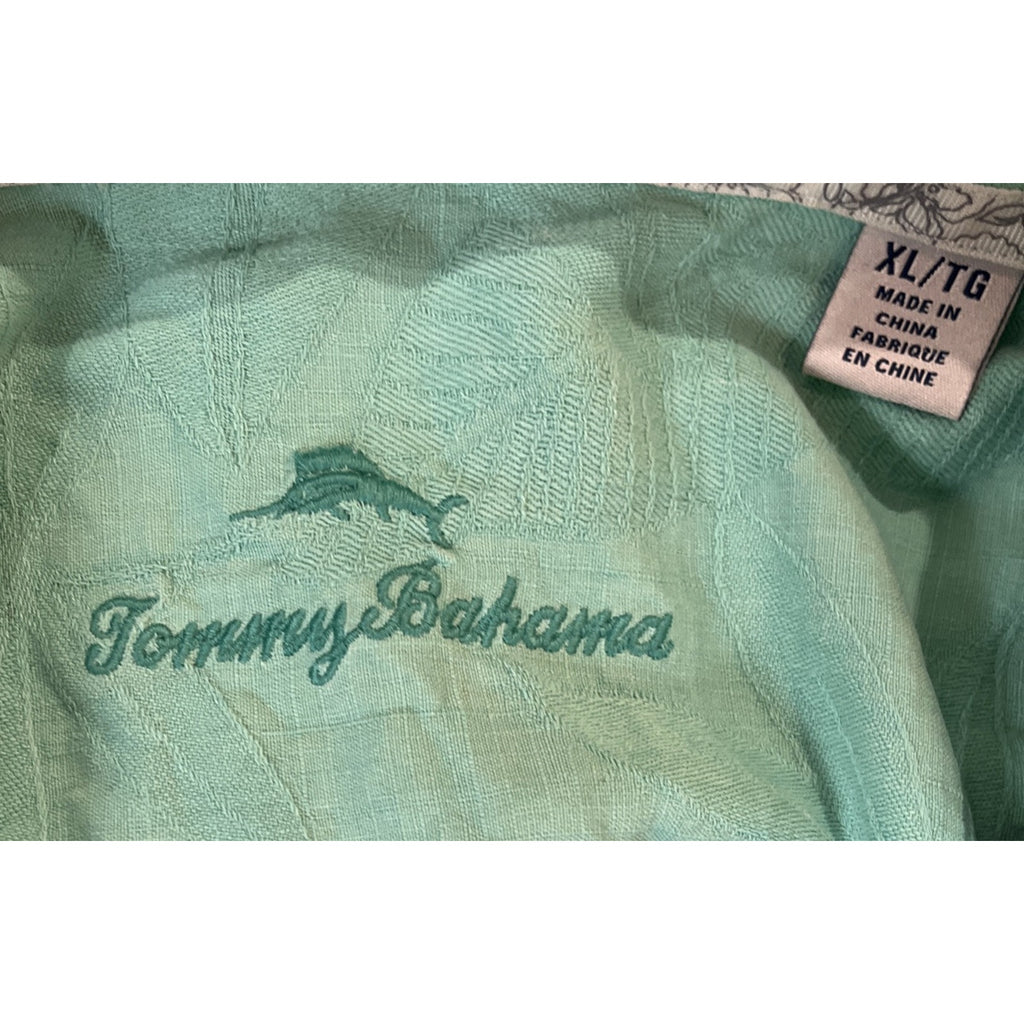 XL/TG
MADE IN
CHINA
FABRIQUE
EN CHINE
Tommy Bahama